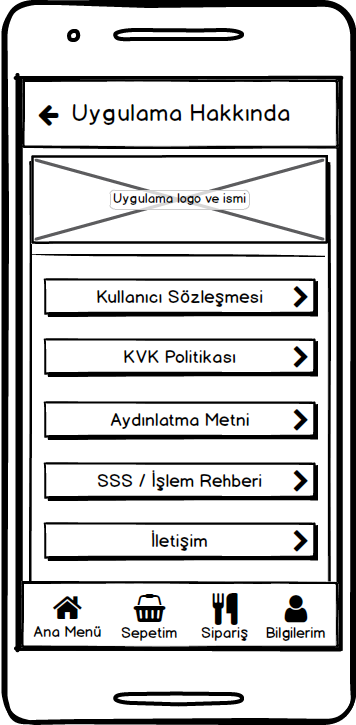 Uygulama Hakkında
Uygulama logo ve ismi
Kullanıcı Sözleşmesi
KVK Politikası
Aydınlatma Metni
SSS / İşlem Rehberi
İletişim
Ana Menü Sepetim Sipariş Bilgilerim